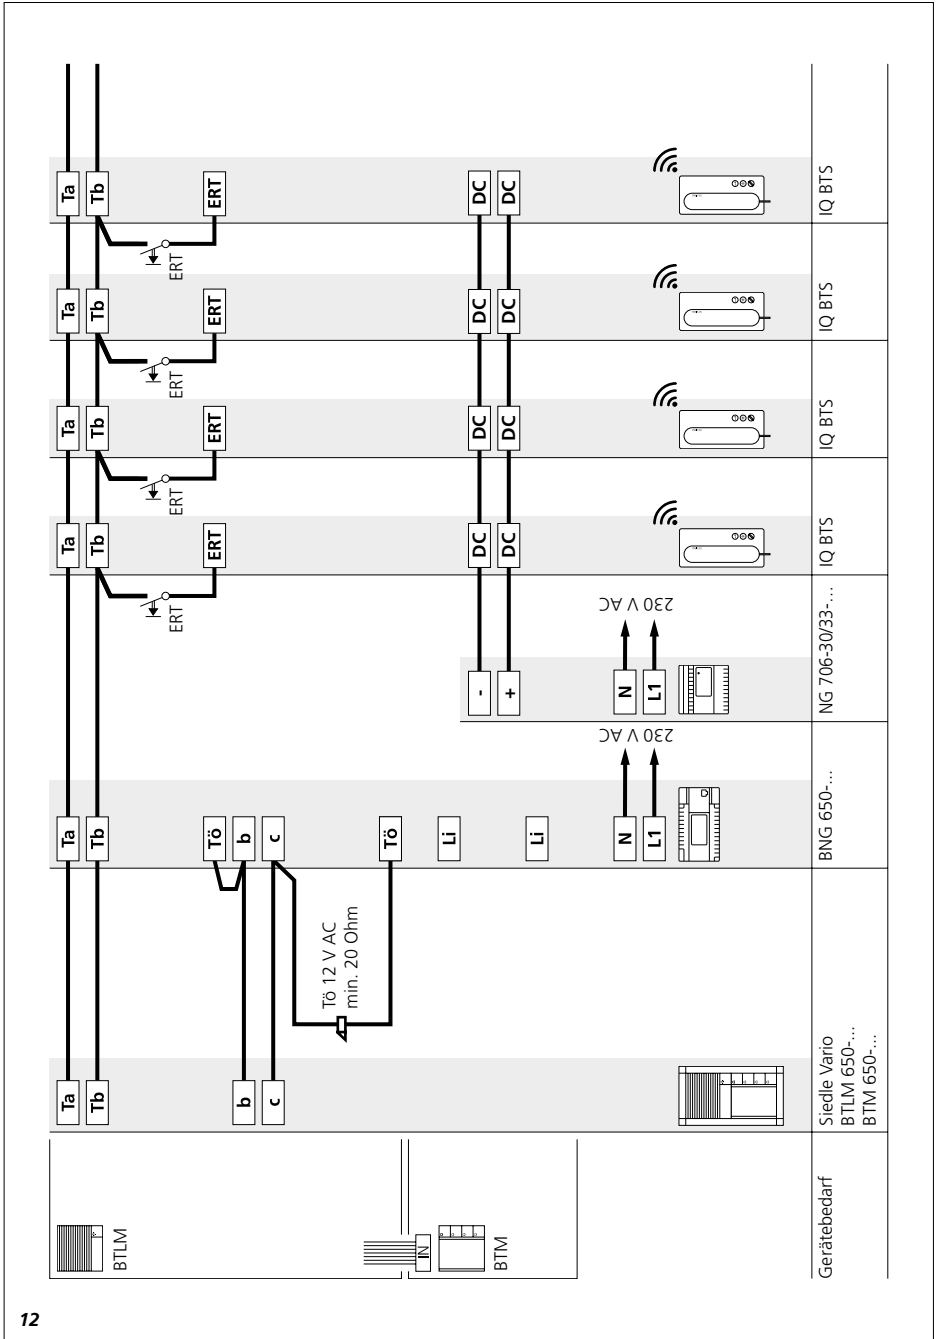 Gerätebedarf
Siedle Vario
BTLM 650-...
BTM 650-...
BNG 650-...
NG 706-30/33-...
IQ BTS
IQ BTS
IQ BTS
IQ BTS
BTLM
IN
BTM
Ta
Tb
b
c
Tö 12 V AC
min. 20 Ohm
Ta
Tb
Tö
b
c
Tö
Li
Li
N
L1
230 V AC
-
+
N
L1
230 V AC
ERT
Ta
Tb
ERT
DC
DC
ERT
Ta
Tb
ERT
DC
DC
ERT
Ta
Tb
ERT
DC
DC
ERT
Ta
Tb
ERT
DC
DC
12